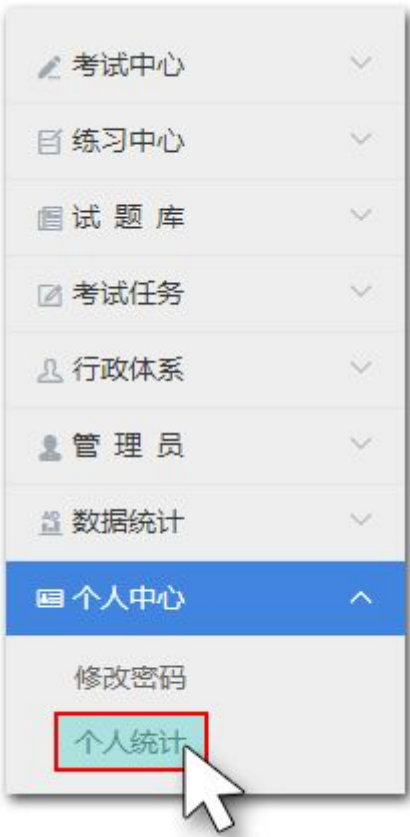 考试中心
练习中心
试 题 库
考试任务
行政体系
管 理 员
数据统计
个人中心
修改密码
个人统计